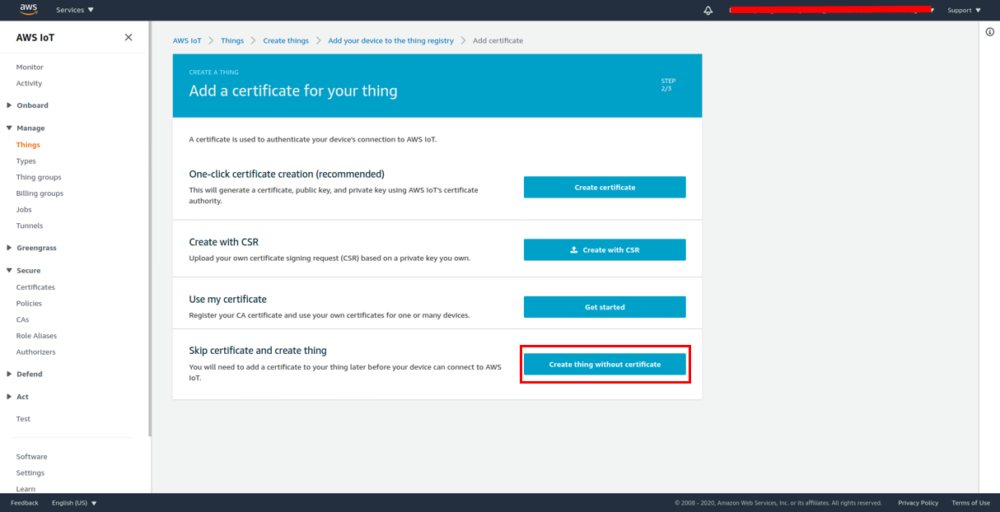 aws
Services
Support
AWS IoT
Monitor
Activity
Onboard
Manage
Things
Types
Thing groups
Billing groups
Jobs
Tunnels
Greengrass
Secure
Certificates
Policies
CAs
Role Aliases
Authorizers
Defend
Act
Test
Software
Settings
Learn
AWS IoT
Things
Create things
Add your device to the thing registry
Add certificate
CREATE A THING
Add a certificate for your thing
STEP
2/3
A certificate is used to authenticate your device's connection to AWS IoT.
One-click certificate creation (recommended)
This will generate a certificate, public key, and private key using AWS IoT's certificate
authority.
Create certificate
Create with CSR
Upload your own certificate signing request (CSR) based on a private key you own.
Create with CSR
Use my certificate
Register your CA certificate and use your own certificates for one or many devices.
Get started
Skip certificate and create thing
You will need to add a certificate to your thing later before your device can connect to AWS
IoT.
Create thing without certificate
Feedback
English (US)
© 2008 - 2020, Amazon Web Services, Inc. or its affiliates. All rights reserved.
Privacy Policy
Terms of Use